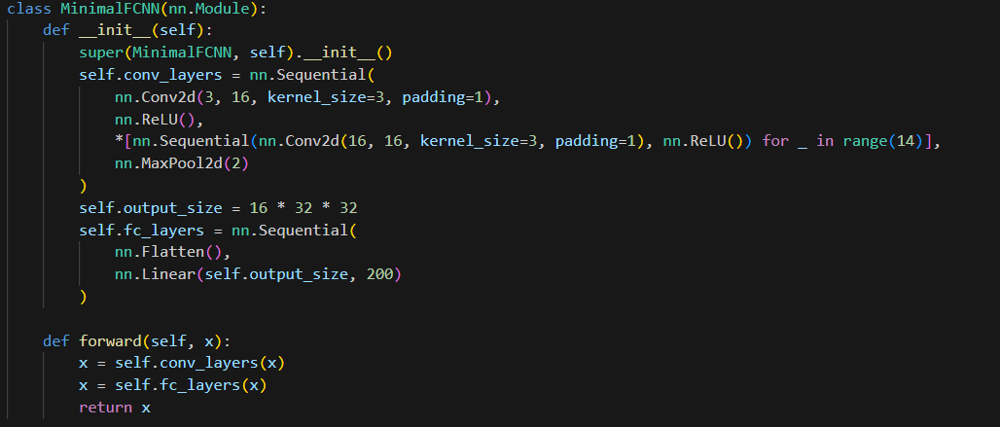 class MinimalFCNN(nn.Module):
    def __init__(self):
        super(MinimalFCNN, self).__init__()
        self.conv_layers = nn.Sequential(
            nn.Conv2d(3, 16, kernel_size=3, padding=1),
            nn.ReLU(),
            *[nn.Sequential(nn.Conv2d(16, 16, kernel_size=3, padding=1), nn.ReLU()) for _ in range(14)],
            nn.MaxPool2d(2)
        )
        self.output_size = 16 * 32 * 32
        self.fc_layers = nn.Sequential(
            nn.Flatten(),
            nn.Linear(self.output_size, 200)
        )

    def forward(self, x):
        x = self.conv_layers(x)
        x = self.fc_layers(x)
        return x